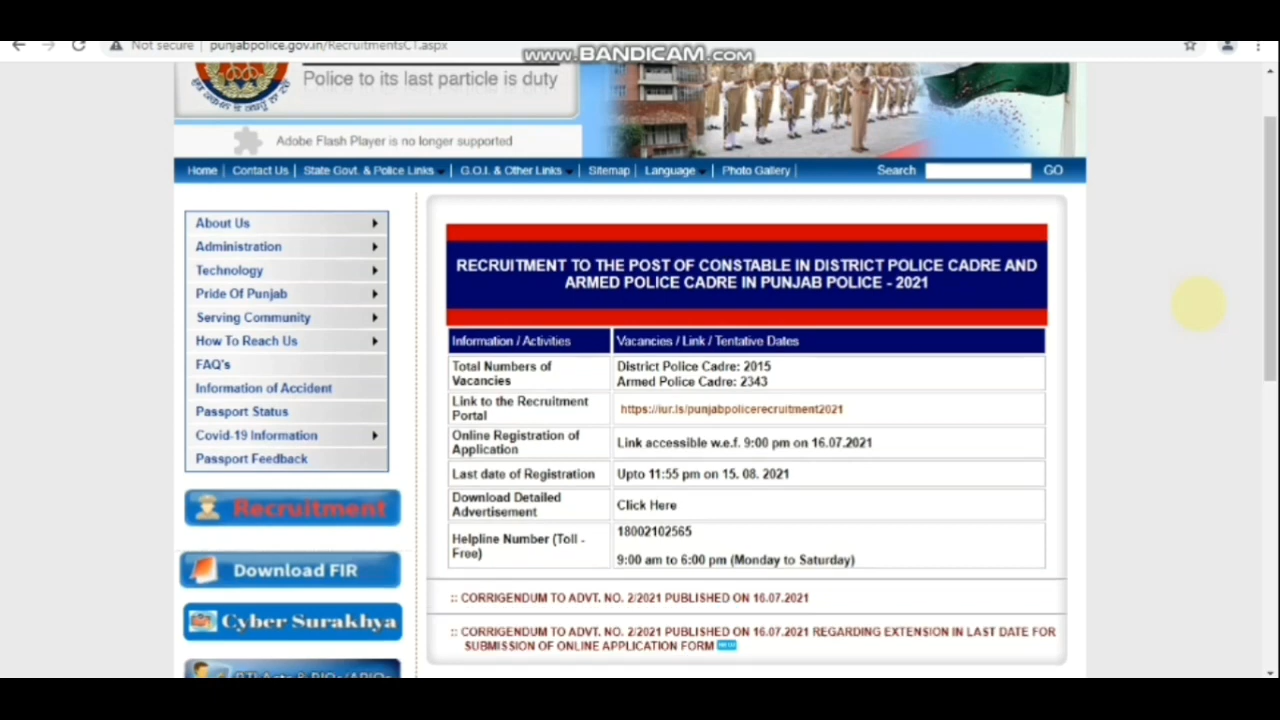 Not secure | punjabpolice.gov.in/RecruitmentsCT.aspx
www.BANDICAM.com
Police to its last particle is duty
Adobe Flash Player is no longer supported
Home | Contact Us | State Govt. & Police Links | G.O.I. & Other Links | Sitemap | Language | Photo Gallery |
Search GO
About Us
Administration
Technology
Pride Of Punjab
Serving Community
How To Reach Us
FAQ's
Information of Accident
Passport Status
Covid-19 Information
Passport Feedback
Recruitment
Download FIR
Cyber Surakhya
RECRUITMENT TO THE POST OF CONSTABLE IN DISTRICT POLICE CADRE AND
ARMED POLICE CADRE IN PUNJAB POLICE - 2021
Information / Activities Vacancies / Link / Tentative Dates
Total Numbers of
Vacancies
District Police Cadre: 2015
Armed Police Cadre: 2343
Link to the Recruitment
Portal
https://iur.ls/punjabpolicerecruitment2021
Online Registration of
Application
Link accessible w.e.f. 9:00 pm on 16.07.2021
Last date of Registration Upto 11:55 pm on 15. 08. 2021
Download Detailed
Advertisement
Click Here
Helpline Number (Toll -
Free)
18002102565
9:00 am to 6:00 pm (Monday to Saturday)
:: CORRIGENDUM TO ADVT. NO. 2/2021 PUBLISHED ON 16.07.2021
:: CORRIGENDUM TO ADVT. NO. 2/2021 PUBLISHED ON 16.07.2021 REGARDING EXTENSION IN LAST DATE FOR
SUBMISSION OF ONLINE APPLICATION FORM NEW